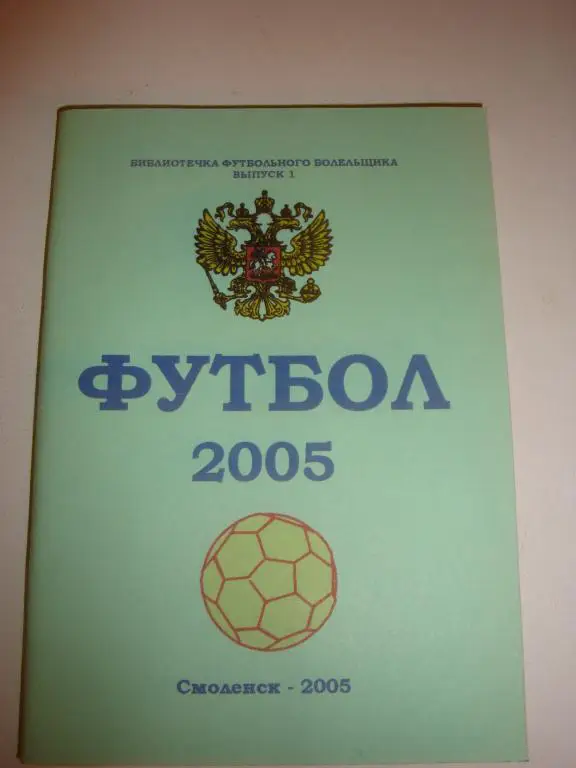 БИБЛИОТЕЧКА ФУТБОЛЬНОГО БОЛЕЛЬЩИКА
ВЫПУСК 1
ФУТБОЛ
2005
Смоленск - 2005